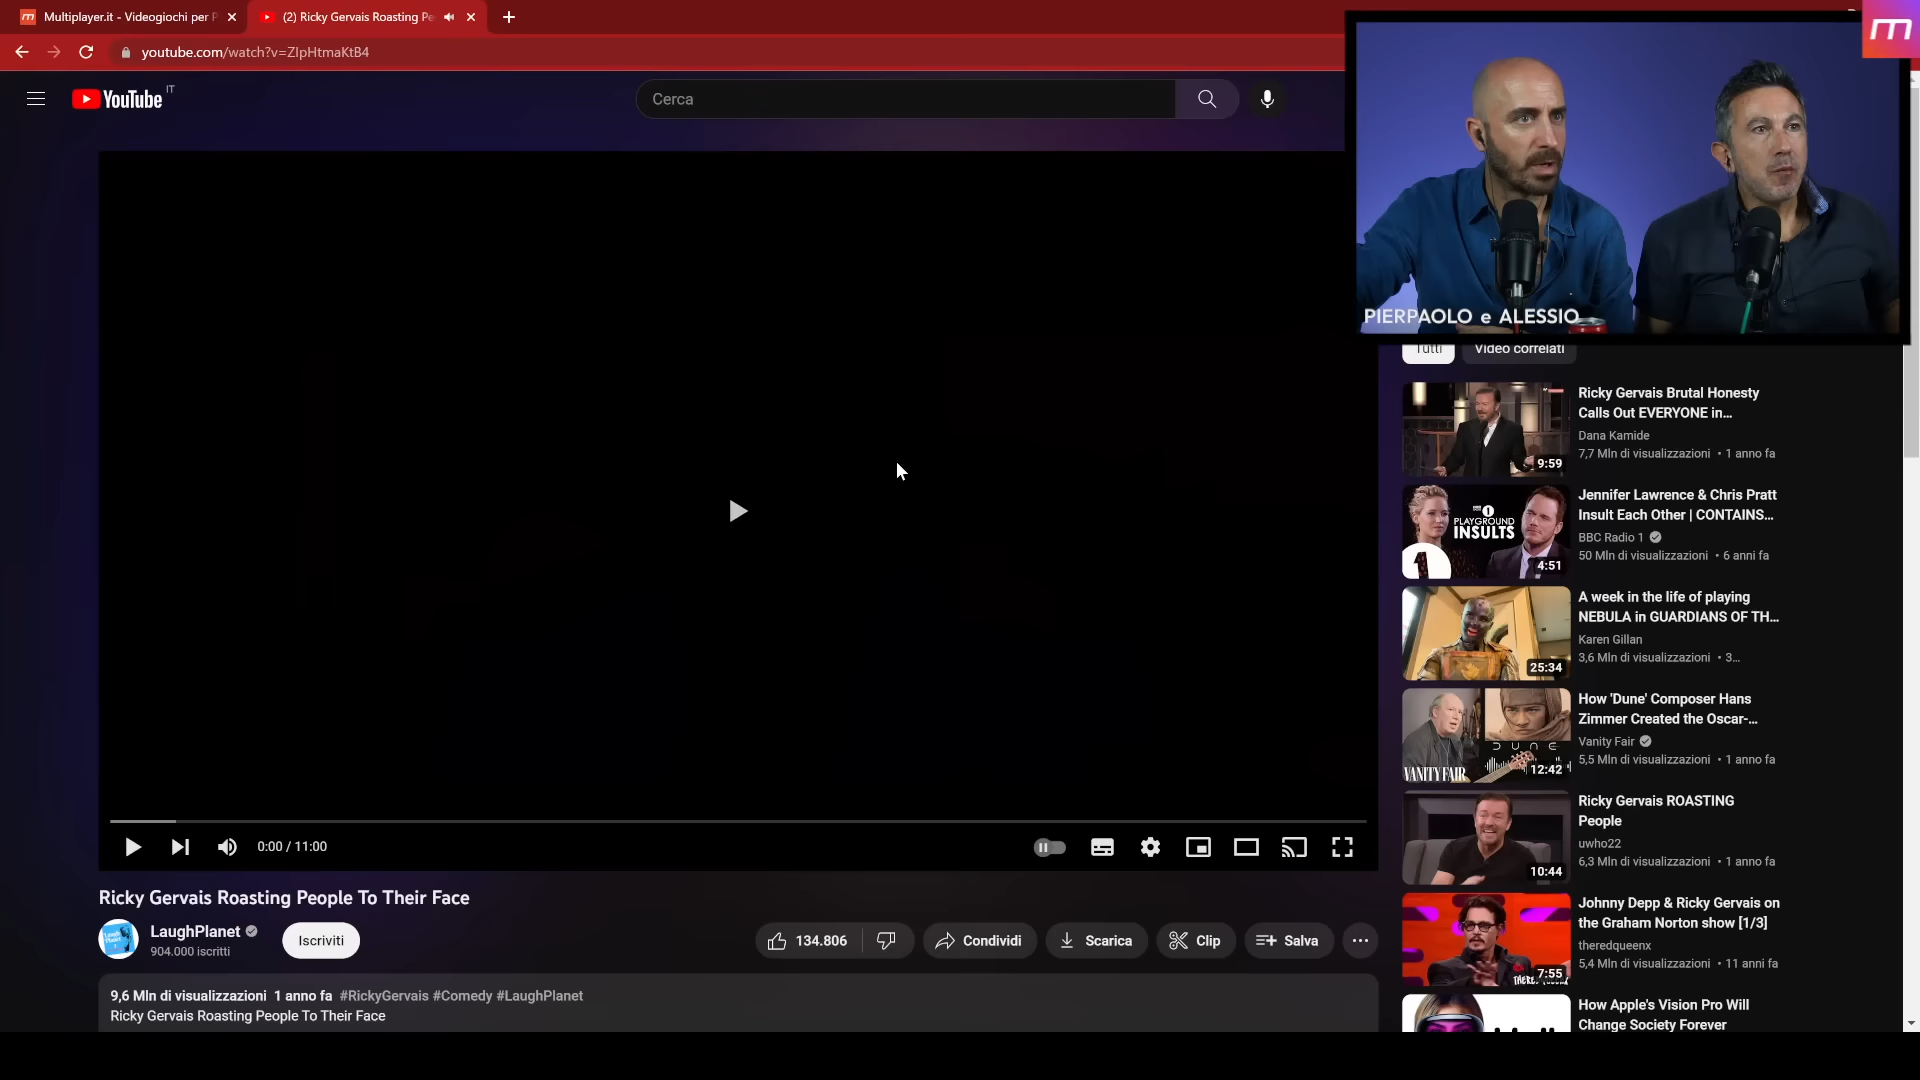 Multiplayer.it - Videogiochi per P
(2) Ricky Gervais Roasting Pe
youtube.com/watch?v=ZIpHtmaKtB4
YouTube IT
Cerca
PIERPAOLO e ALESSIO
Tutti
Video correlati
0:00 / 11:00
Ricky Gervais Roasting People To Their Face
LaughPlanet
904.000 iscritti
Iscriviti
134.806
Condividi
Scarica
Clip
Salva
9,6 Mln di visualizzazioni 1 anno fa #RickyGervais #Comedy #LaughPlanet
Ricky Gervais Roasting People To Their Face
9:59
Ricky Gervais Brutal Honesty
Calls Out EVERYONE in...
Dana Kamide
7,7 Mln di visualizzazioni • 1 anno fa
1
PLAYGROUND
INSULTS
4:51
Jennifer Lawrence & Chris Pratt
Insult Each Other | CONTAINS...
BBC Radio 1
50 Mln di visualizzazioni • 6 anni fa
25:34
A week in the life of playing
NEBULA in GUARDIANS OF TH...
Karen Gillan
3,6 Mln di visualizzazioni • 3...
DUNE
VANITY FAIR
12:42
How 'Dune' Composer Hans
Zimmer Created the Oscar-...
Vanity Fair
5,5 Mln di visualizzazioni • 1 anno fa
10:44
Ricky Gervais ROASTING
People
uwho22
6,3 Mln di visualizzazioni • 1 anno fa
7:55
Johnny Depp & Ricky Gervais on
the Graham Norton show [1/3]
theredqueenx
5,4 Mln di visualizzazioni • 11 anni fa
How Apple's Vision Pro Will
Change Society Forever